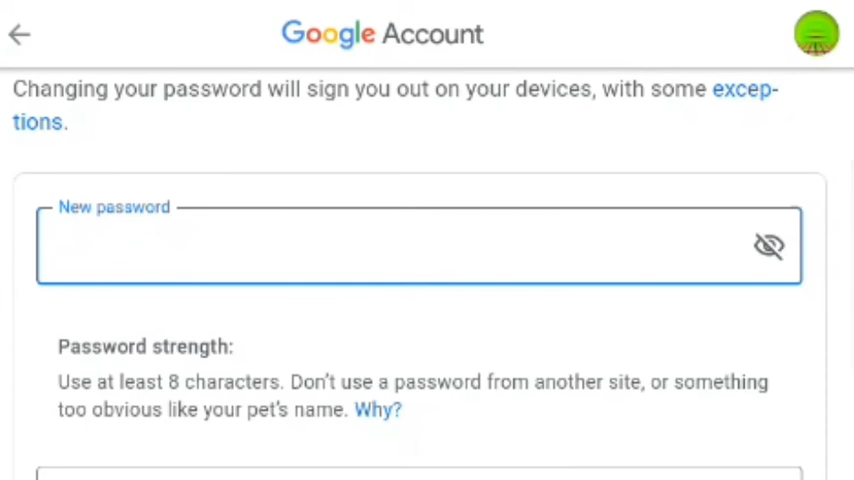 Google Account
Changing your password will sign you out on your devices, with some excep-
tions.
New password
Password strength:
Use at least 8 characters. Don't use a password from another site, or something
too obvious like your pet's name. Why?